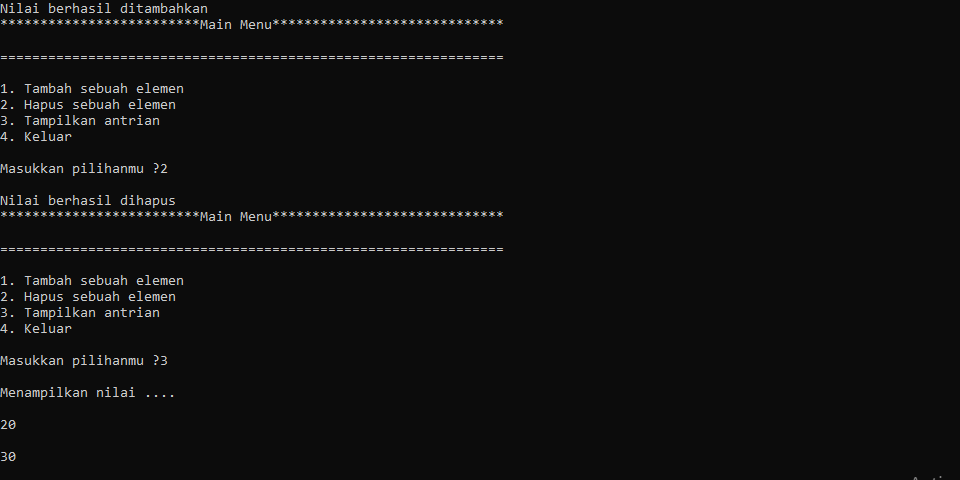 Nilai berhasil ditambahkan
*************************Main Menu*****************************
===============================================================
1. Tambah sebuah elemen
2. Hapus sebuah elemen
3. Tampilkan antrian
4. Keluar
Masukkan pilihanmu ?2
Nilai berhasil dihapus
*************************Main Menu*****************************
===============================================================
1. Tambah sebuah elemen
2. Hapus sebuah elemen
3. Tampilkan antrian
4. Keluar
Masukkan pilihanmu ?3
Menampilkan nilai ....
20
30